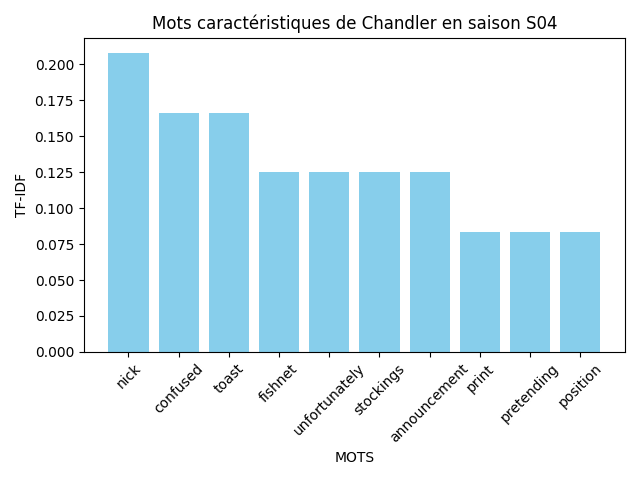 Mots caractéristiques de Chandler en saison S04
TF-IDF
0.200
0.175
0.150
0.125
0.100
0.075
0.050
0.025
0.000
nick
confused
toast
fishnet
unfortunately
stockings
announcement
print
pretending
position
MOTS